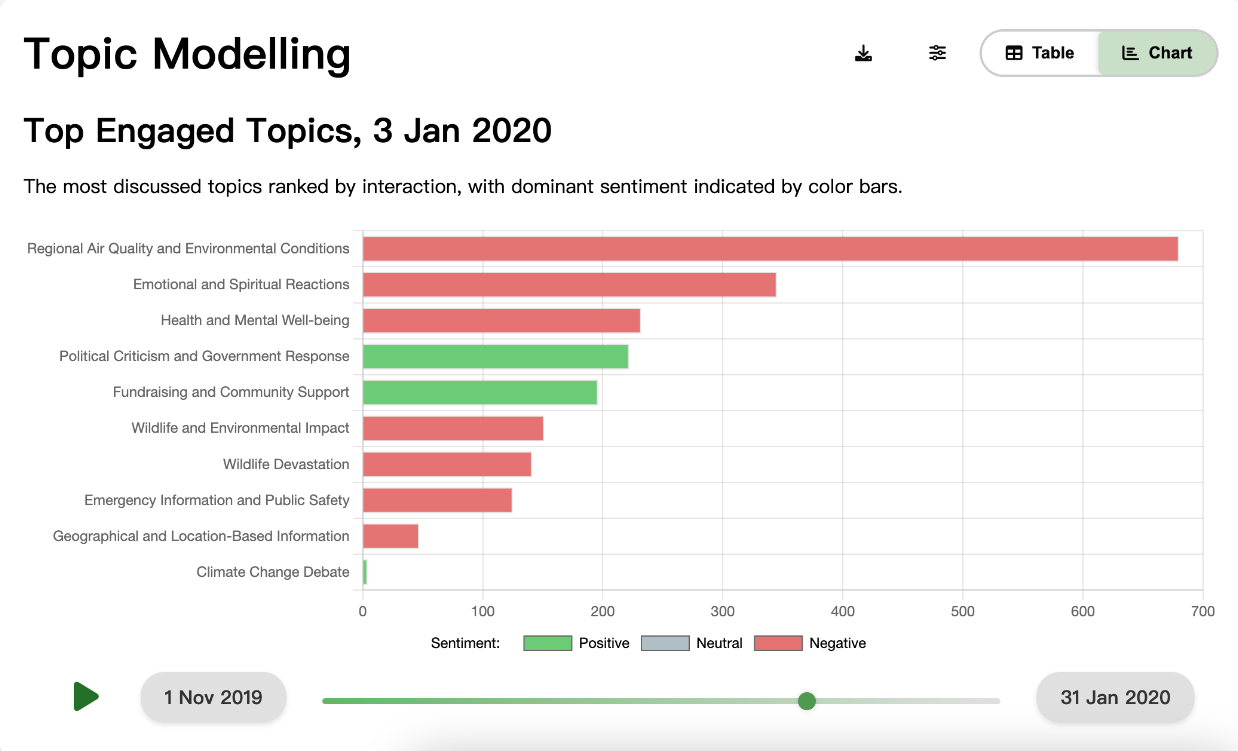 Topic Modelling
Table
Chart
Top Engaged Topics, 3 Jan 2020
The most discussed topics ranked by interaction, with dominant sentiment indicated by color bars.
Regional Air Quality and Environmental Conditions
Emotional and Spiritual Reactions
Health and Mental Well-being
Political Criticism and Government Response
Fundraising and Community Support
Wildlife and Environmental Impact
Wildlife Devastation
Emergency Information and Public Safety
Geographical and Location-Based Information
Climate Change Debate
0 100 200 300 400 500 600 700
Sentiment: Positive Neutral Negative
1 Nov 2019
31 Jan 2020